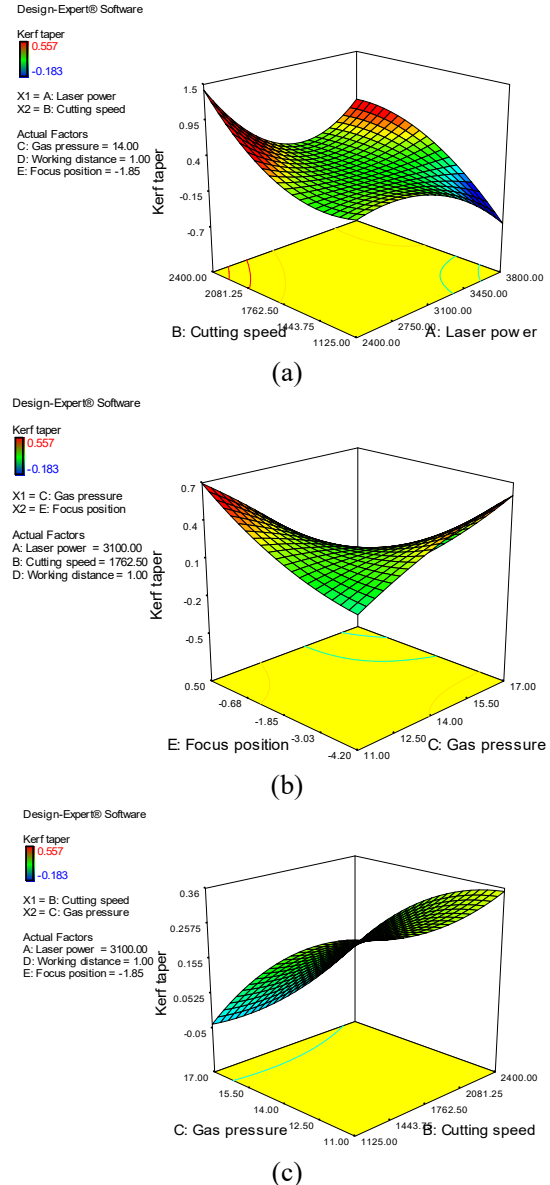 Design-Expert® Software
Kerf taper
0.557
-0.183
X1 = A: Laser power
X2 = B: Cutting speed
Actual Factors
C: Gas pressure = 14.00
D: Working distance = 1.00
E: Focus position = -1.85
Kerf taper
1.5
0.95
0.4
-0.15
-0.7
2400.00
2081.25
1762.50
1443.75
1125.00
2400.00
2750.00
3100.00
3450.00
3800.00
B: Cutting speed
A: Laser power
(a)
Design-Expert® Software
Kerf taper
0.557
-0.183
X1 = C: Gas pressure
X2 = E: Focus position
Actual Factors
A: Laser power = 3100.00
B: Cutting speed = 1762.50
D: Working distance = 1.00
Kerf taper
0.7
0.4
0.1
-0.2
-0.5
0.50
-0.68
-1.85
-3.03
-4.20
11.00
12.50
14.00
15.50
17.00
E: Focus position
C: Gas pressure
(b)
Design-Expert® Software
Kerf taper
0.557
-0.183
X1 = B: Cutting speed
X2 = C: Gas pressure
Actual Factors
A: Laser power = 3100.00
D: Working distance = 1.00
E: Focus position = -1.85
Kerf taper
0.36
0.2575
0.155
0.0525
-0.05
17.00
15.50
14.00
12.50
11.00
1125.00
1443.75
1762.50
2081.25
2400.00
C: Gas pressure
B: Cutting speed
(c)